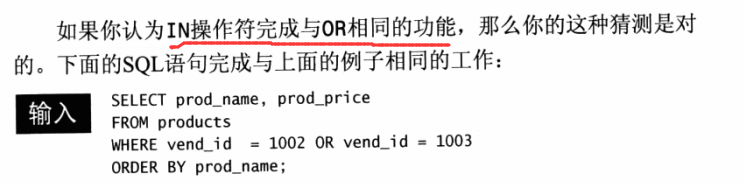 如果你认为IN操作符完成与OR相同的功能，那么你的这种猜测是对
的。下面的SQL语句完成与上面的例子相同的工作：
输入
SELECT prod_name, prod_price
FROM products
WHERE vend_id = 1002 OR vend_id = 1003
ORDER BY prod_name;